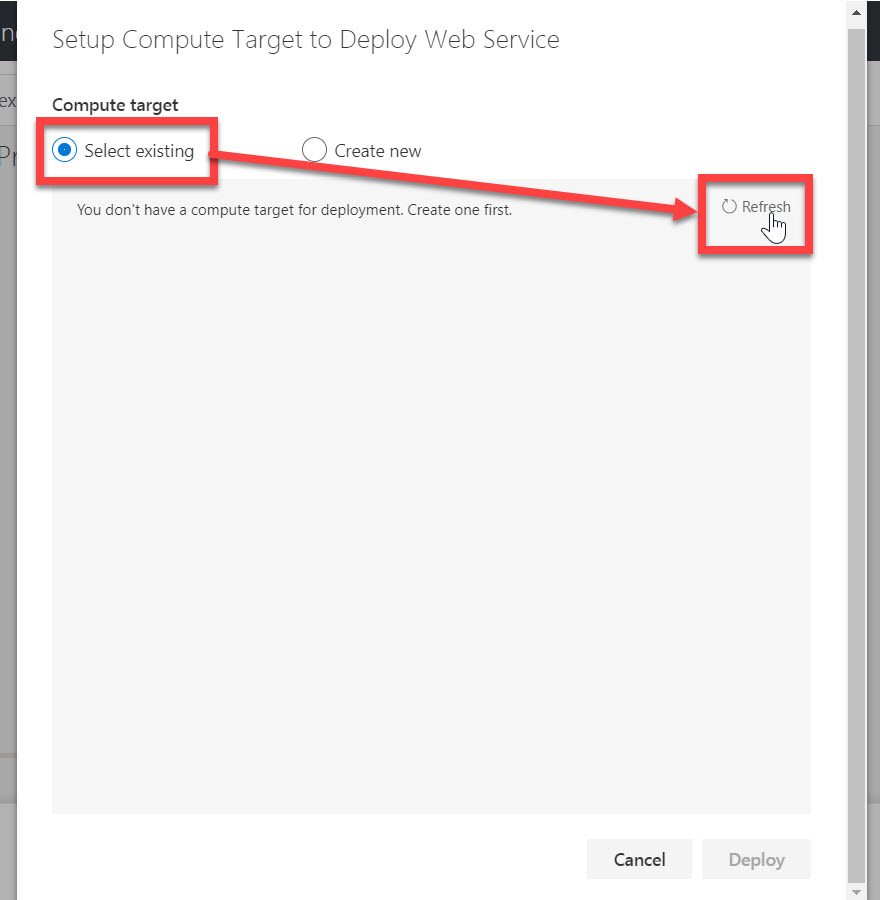 Setup Compute Target to Deploy Web Service
Compute target
Select existing
Create new
You don't have a compute target for deployment. Create one first.
Refresh
Cancel
Deploy